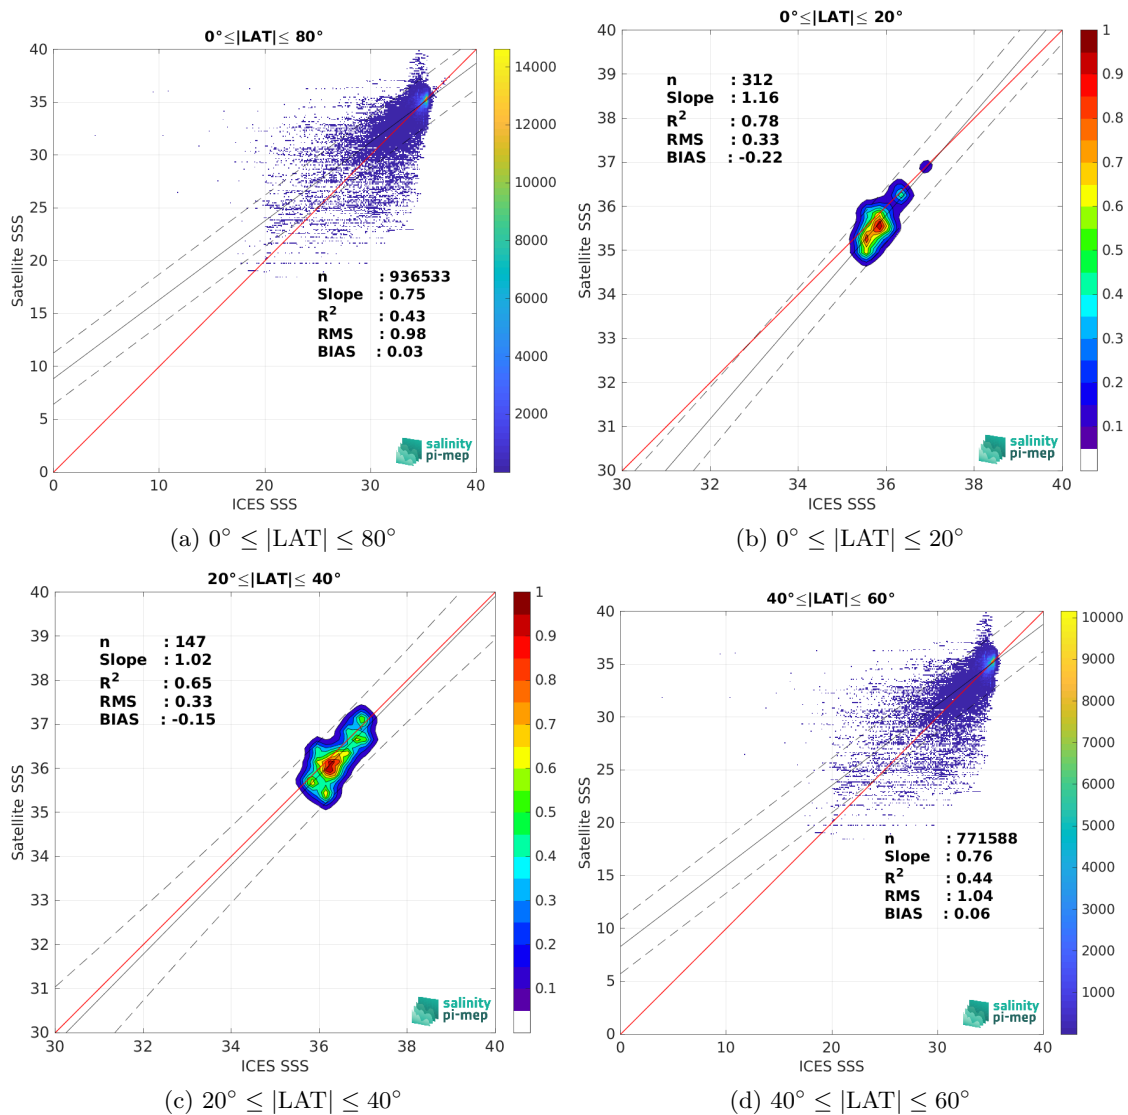 0°≤|LAT|≤ 80°
40
35
30
25
20
15
10
5
0
0
10
20
30
40
Satellite SSS
ICES SSS
n : 936533
Slope : 0.75
R² : 0.43
RMS : 0.98
BIAS : 0.03
salinity
pi-mep
14000
12000
10000
8000
6000
4000
2000
(a) 0° ≤ |LAT| ≤ 80°
0°≤|LAT|≤ 20°
40
39
38
37
36
35
34
33
32
31
30
30
32
34
36
38
40
Satellite SSS
ICES SSS
n : 312
Slope : 1.16
R² : 0.78
RMS : 0.33
BIAS : -0.22
salinity
pi-mep
1
0.9
0.8
0.7
0.6
0.5
0.4
0.3
0.2
0.1
(b) 0° ≤ |LAT| ≤ 20°
20°≤|LAT|≤ 40°
40
39
38
37
36
35
34
33
32
31
30
30
32
34
36
38
40
Satellite SSS
ICES SSS
n : 147
Slope : 1.02
R² : 0.65
RMS : 0.33
BIAS : -0.15
salinity
pi-mep
1
0.9
0.8
0.7
0.6
0.5
0.4
0.3
0.2
0.1
(c) 20° ≤ |LAT| ≤ 40°
40°≤|LAT|≤ 60°
40
35
30
25
20
15
10
5
0
0
10
20
30
40
Satellite SSS
ICES SSS
n : 771588
Slope : 0.76
R² : 0.44
RMS : 1.04
BIAS : 0.06
salinity
pi-mep
10000
9000
8000
7000
6000
5000
4000
3000
2000
1000
(d) 40° ≤ |LAT| ≤ 60°